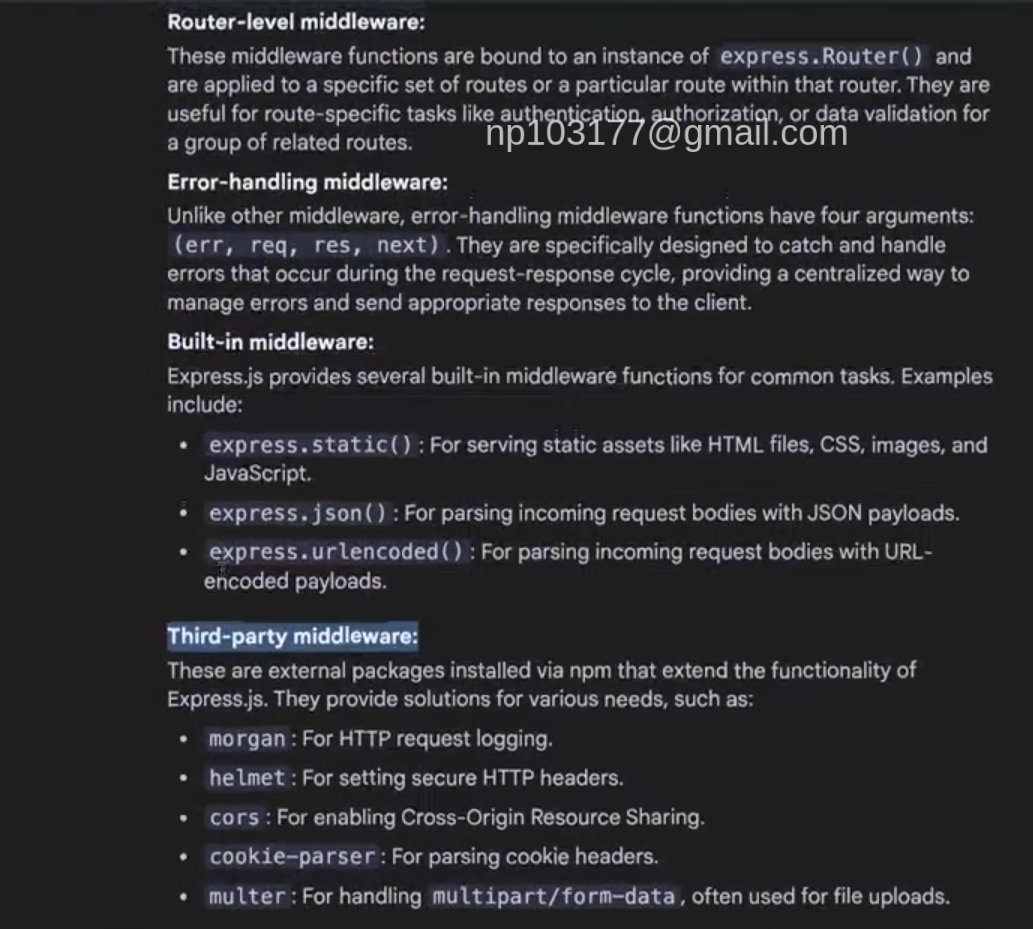 Router-level middleware:
These middleware functions are bound to an instance of express.Router() and
are applied to a specific set of routes or a particular route within that router. They are
useful for route-specific tasks like authentication, authorization, or data validation for
np103177@gmail.com
a group of related routes.
Error-handling middleware:
Unlike other middleware, error-handling middleware functions have four arguments:
(err, req, res, next). They are specifically designed to catch and handle
errors that occur during the request-response cycle, providing a centralized way to
manage errors and send appropriate responses to the client.
Built-in middleware:
Express.js provides several built-in middleware functions for common tasks. Examples
include:
• express.static(): For serving static assets like HTML files, CSS, images, and
JavaScript.
• express.json(): For parsing incoming request bodies with JSON payloads.
• express.urlencoded(): For parsing incoming request bodies with URL-
encoded payloads.
Third-party middleware:
These are external packages installed via npm that extend the functionality of
Express.js. They provide solutions for various needs, such as:
• morgan: For HTTP request logging.
• helmet: For setting secure HTTP headers.
• cors: For enabling Cross-Origin Resource Sharing.
• cookie-parser: For parsing cookie headers.
• multer: For handling multipart/form-data, often used for file uploads.